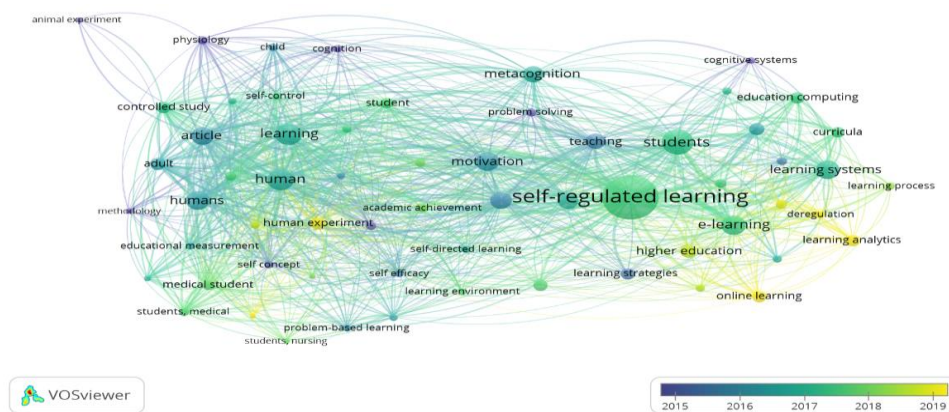 animal experiment
physiology
child
cognition
cognitive systems
metacognition
self-control
student
controlled study
problem solving
education computing
article
learning
teaching
students
curricula
adult
motivation
human
learning systems
learning process
humans
self-regulated learning
methodology
academic achievement
deregulation
human experiment
e-learning
learning analytics
educational measurement
self-directed learning
higher education
self concept
self efficacy
learning strategies
medical student
learning environment
online learning
students, medical
problem-based learning
students, nursing
VOSviewer
2015 2016 2017 2018 2019